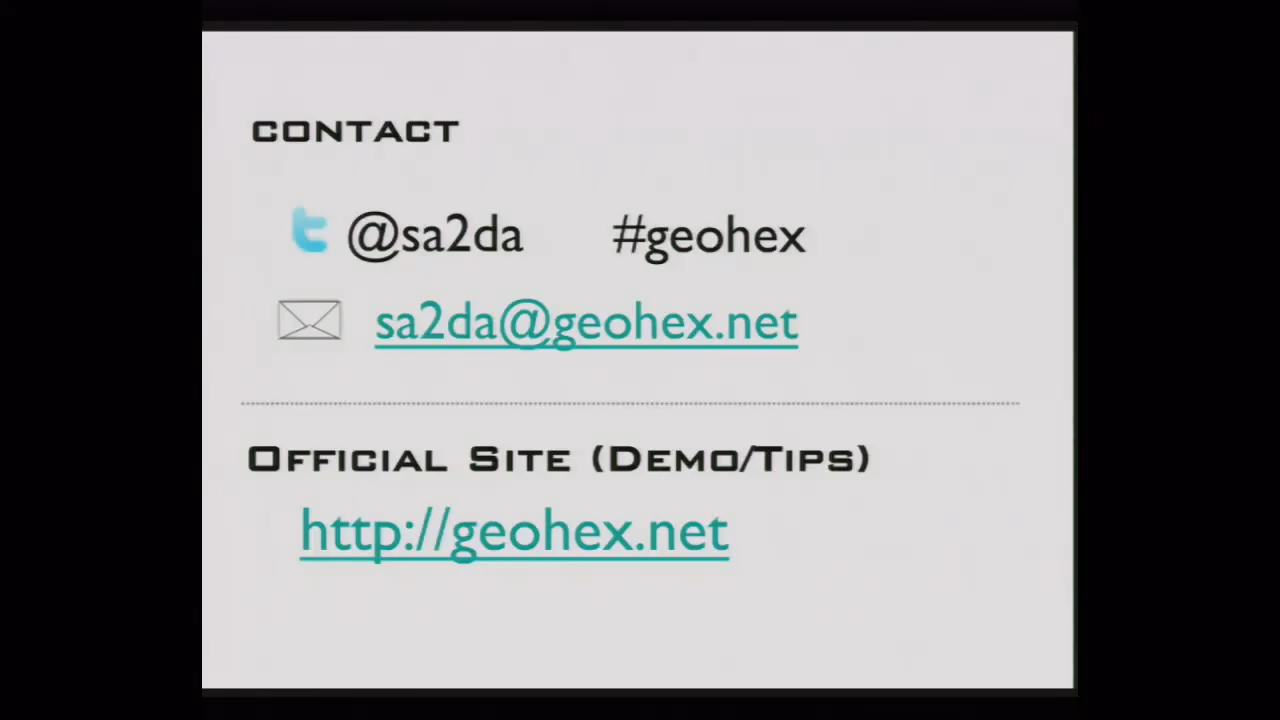 CONTACT
@sa2da #geohex
sa2da@geohex.net
Official Site (Demo/Tips)
http://geohex.net